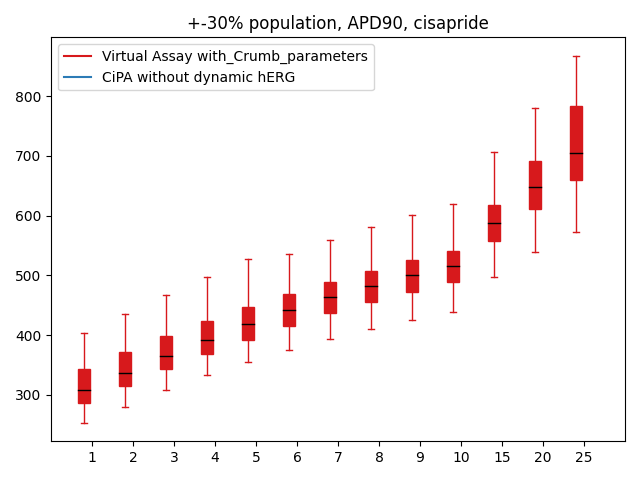 +-30% population, APD90, cisapride
Virtual Assay with_Crumb_parameters
CiPA without dynamic hERG
800
700
600
500
400
300
1 2 3 4 5 6 7 8 9 10 15 20 25